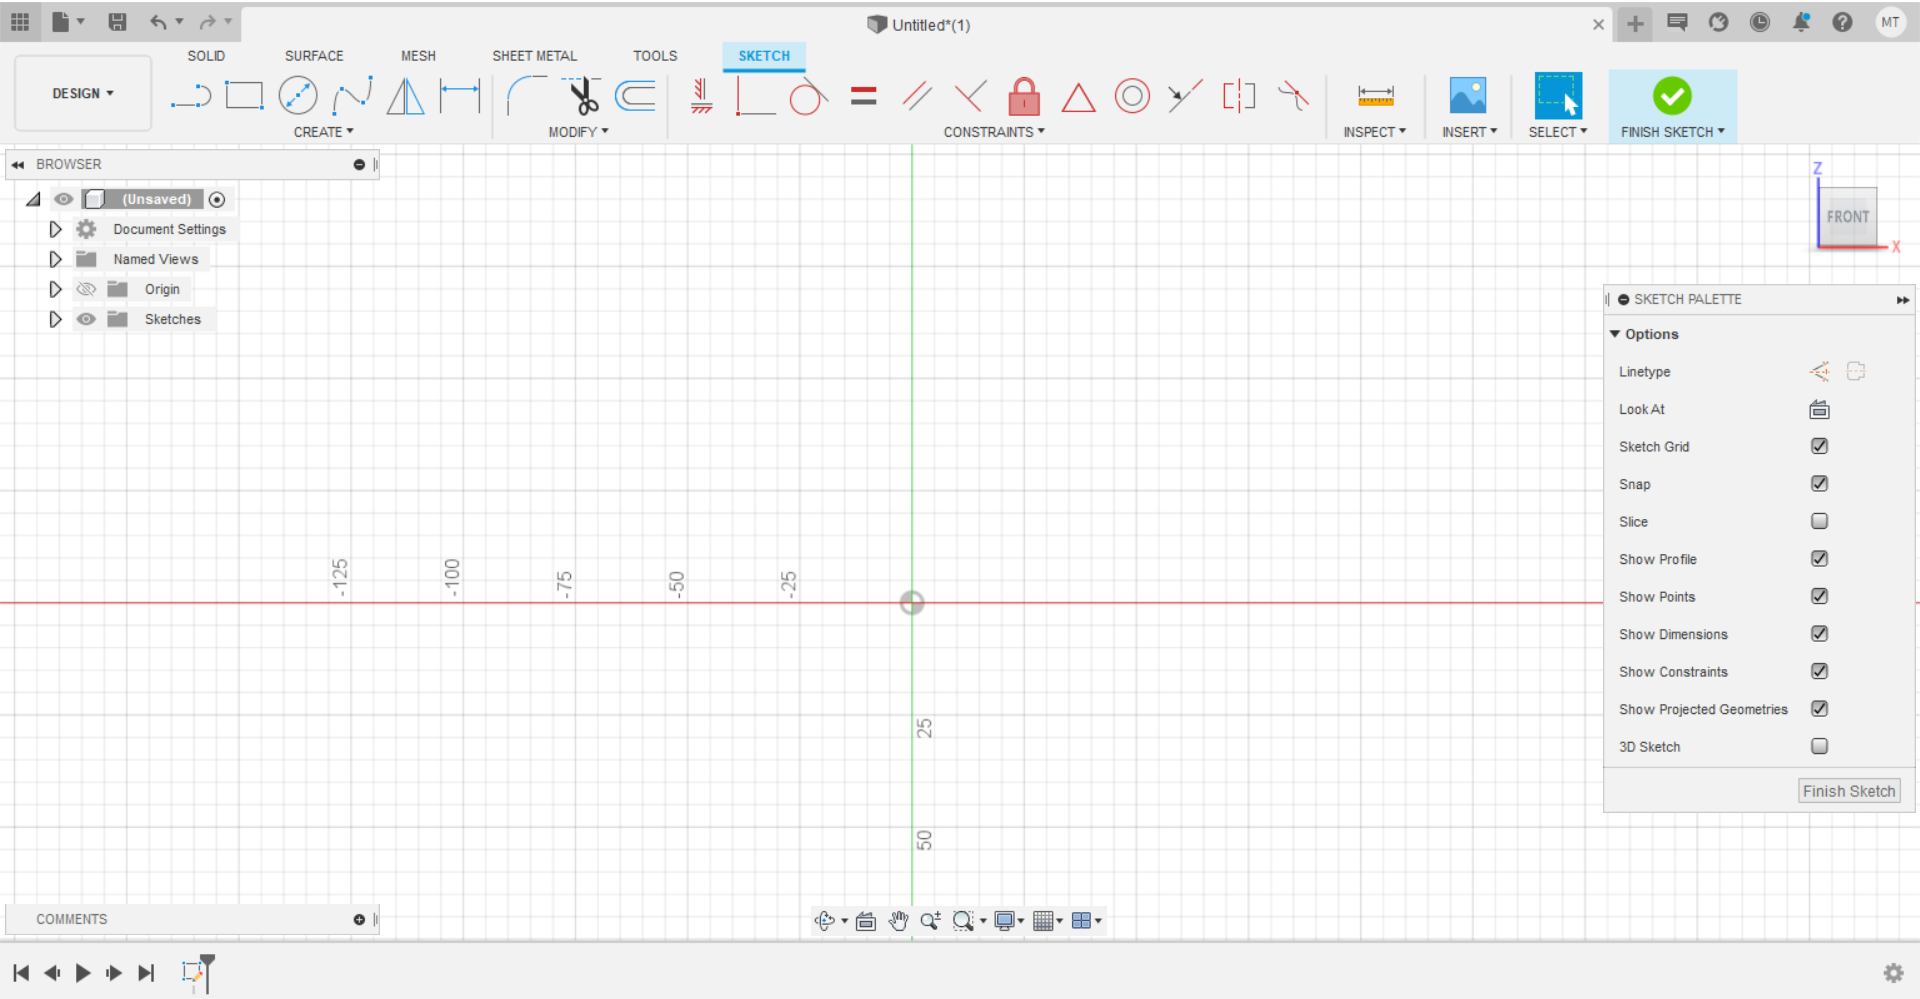 Untitled*(1)
MT
SOLID SURFACE MESH SHEET METAL TOOLS SKETCH
DESIGN
CREATE MODIFY CONSTRAINTS INSPECT INSERT SELECT FINISH SKETCH
BROWSER
(Unsaved)
Document Settings
Named Views
Origin
Sketches
Z
FRONT
X
SKETCH PALETTE
Options
Linetype
Look At
Sketch Grid
Snap
Slice
Show Profile
Show Points
Show Dimensions
Show Constraints
Show Projected Geometries
3D Sketch
Finish Sketch
-125 -100 -75 -50 -25
25
50
COMMENTS